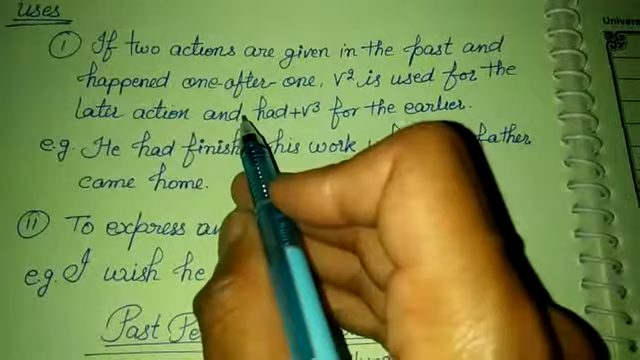 Uses
(i) If two actions are given in the past and
happened one-after-one, V² is used for the
later action and had+V³ for the earlier.
e.g. He had finish his work father
came home.
(ii) To express
e.g. I wish he
Past
Univers